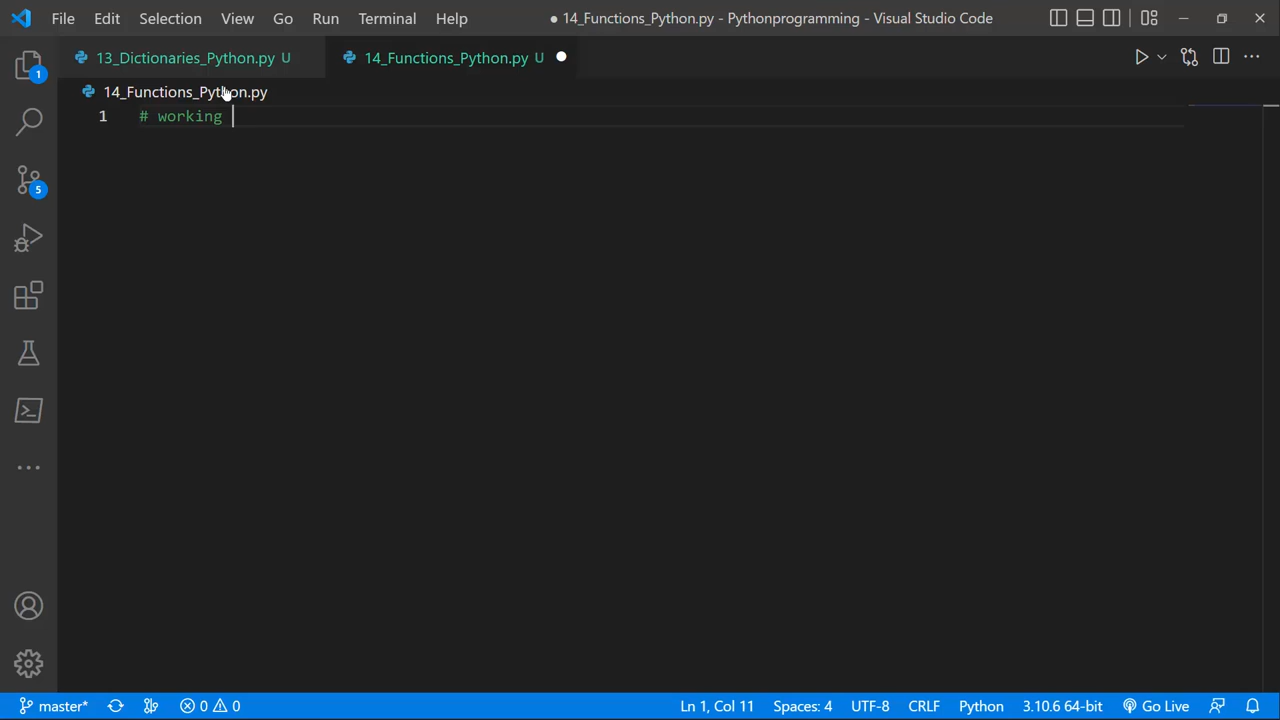 File Edit Selection View Go Run Terminal Help ● 14_Functions_Python.py - Pythonprogramming - Visual Studio Code
13_Dictionaries_Python.py U 14_Functions_Python.py U
1
14_Functions_Python.py
1 # working
5
master* 0 0 Ln 1, Col 11 Spaces: 4 UTF-8 CRLF Python 3.10.6 64-bit Go Live